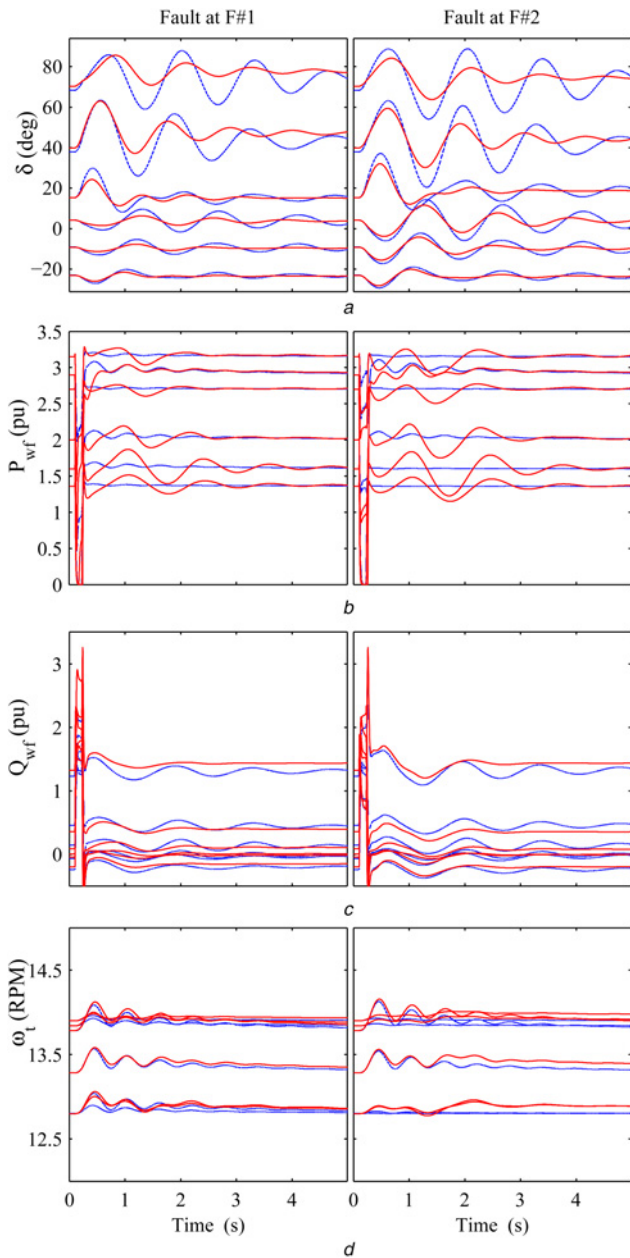 Fault at F#1
Fault at F#2
δ (deg)
80
60
40
20
0
−20
a
P_wf (pu)
3.5
3
2.5
2
1.5
1
0.5
0
b
Q_wf (pu)
3
2
1
0
c
ω_t (RPM)
14.5
13.5
12.5
0 1 2 3 4
0 1 2 3 4
Time (s)
Time (s)
d